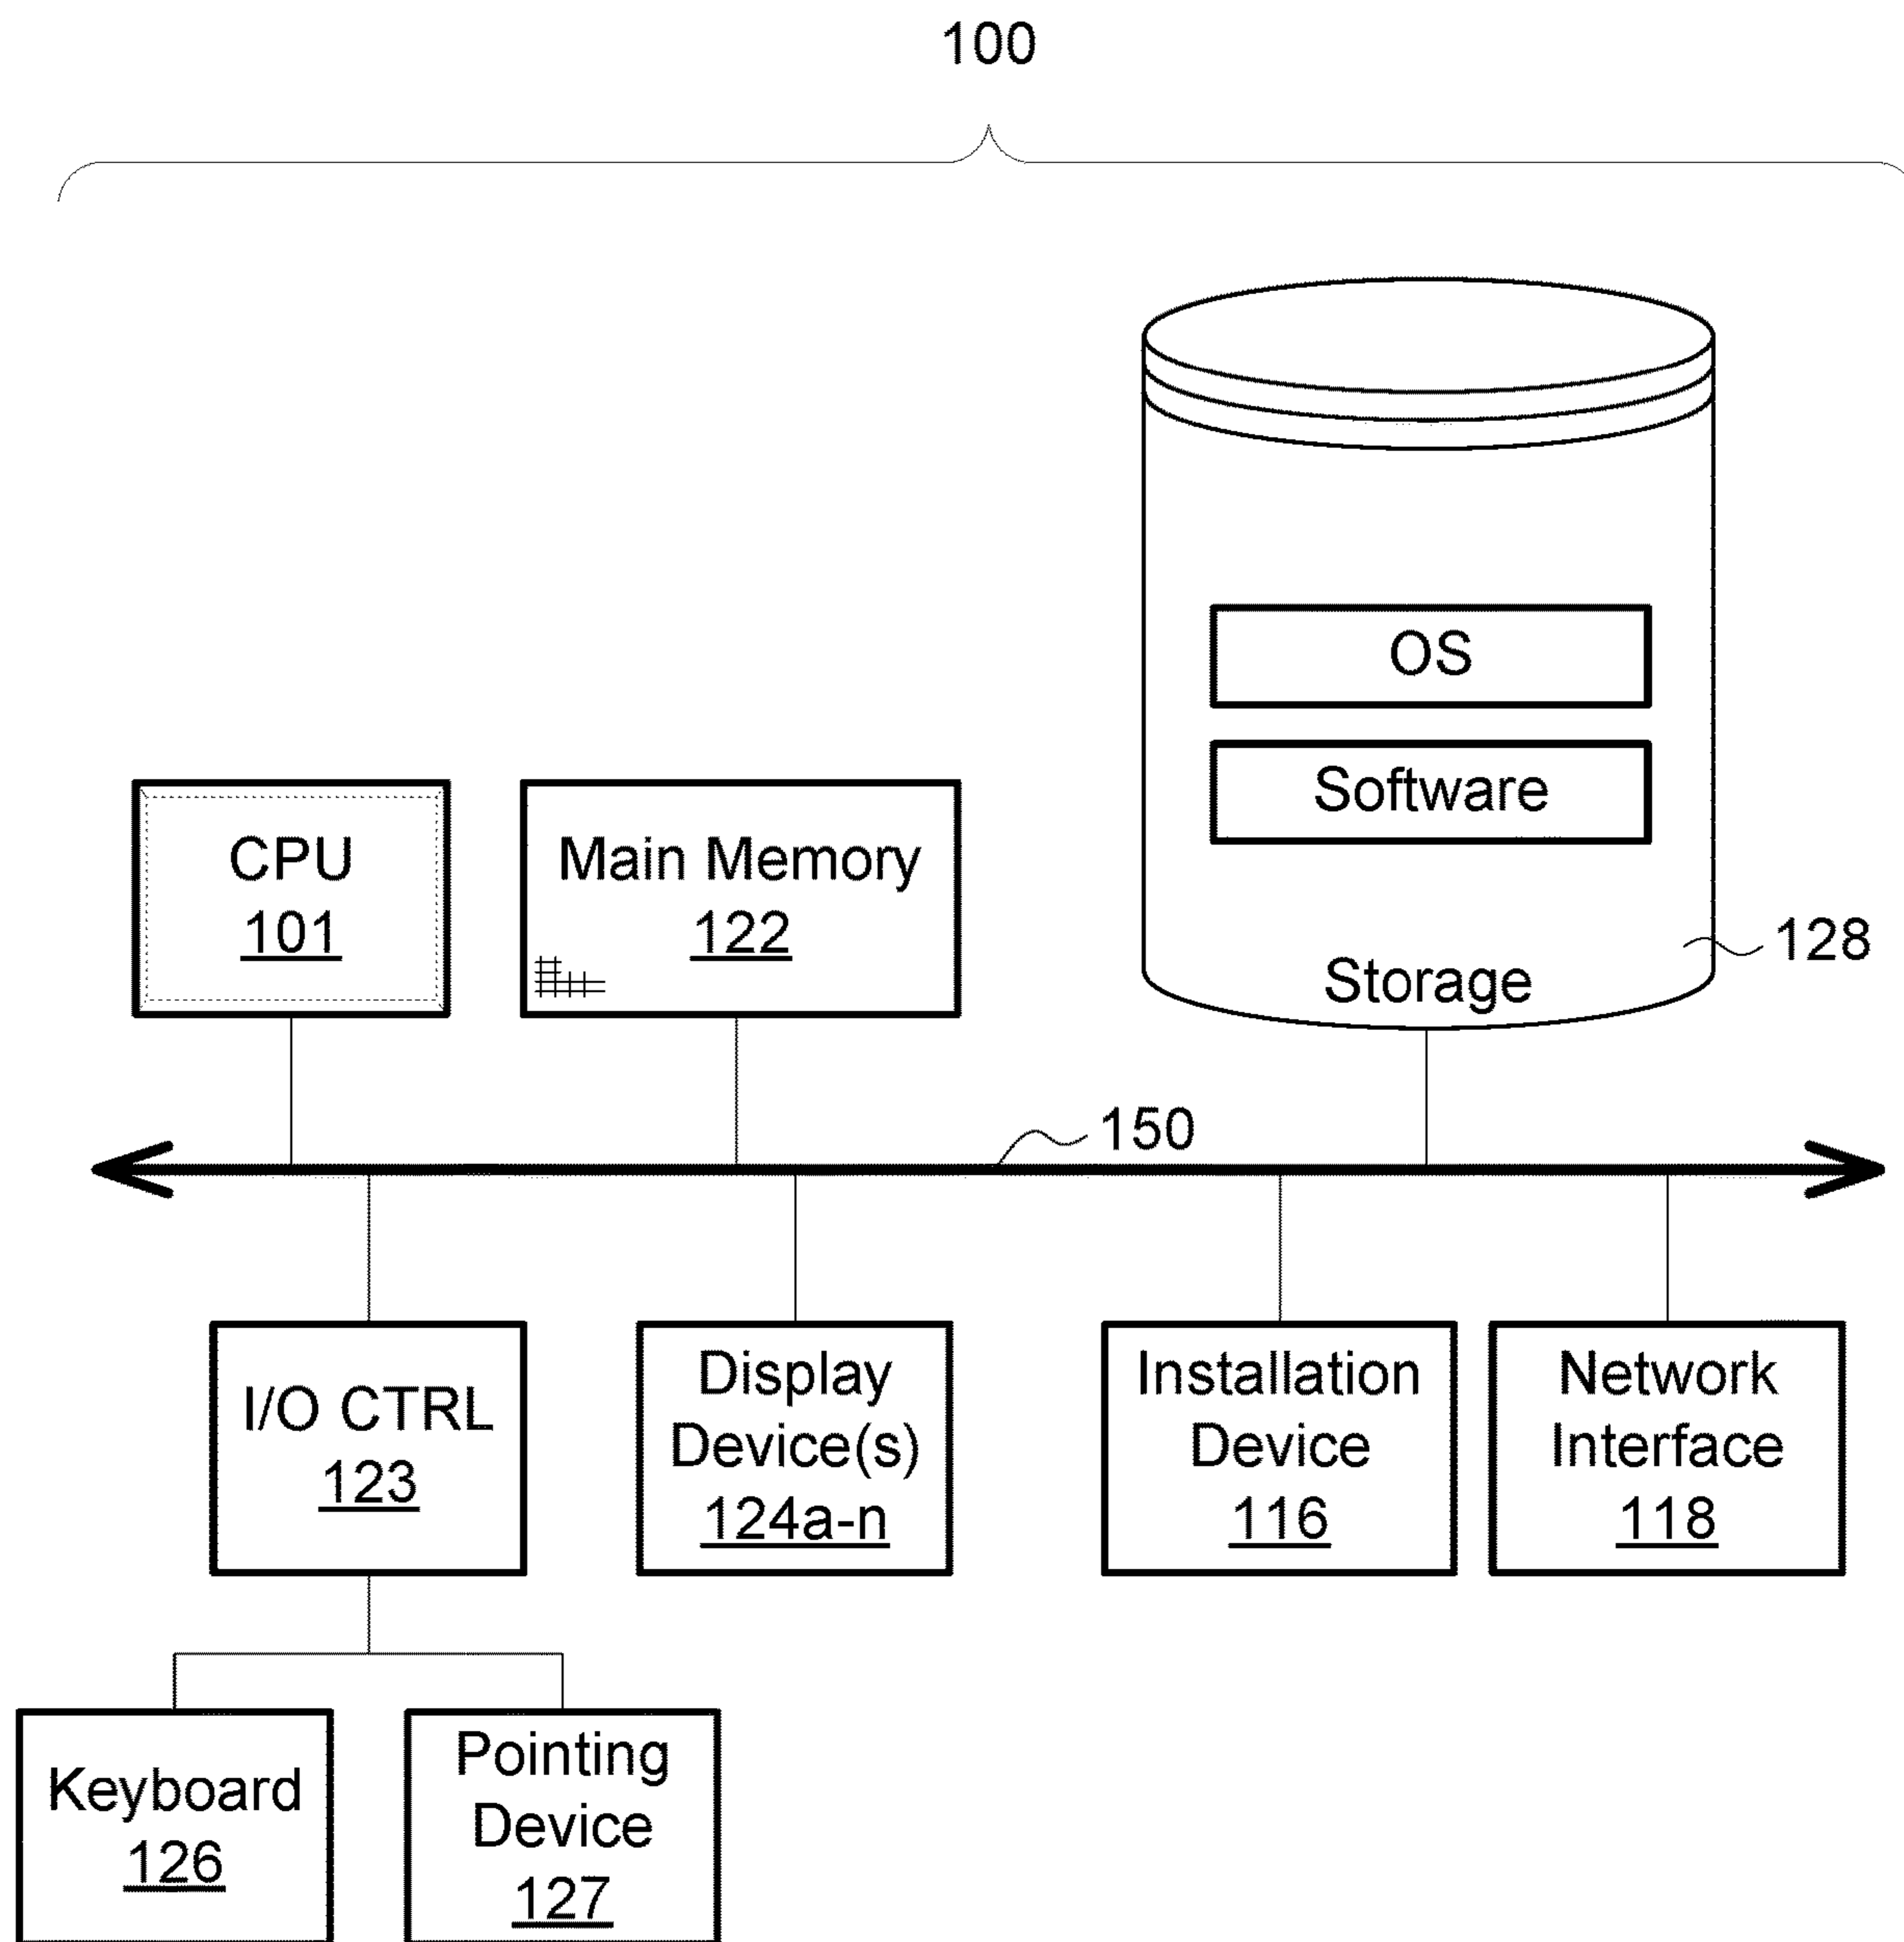 100
OS
Software
CPU
101
Main Memory
122
Storage
128
150
I/O CTRL
123
Display
Device(s)
124a-n
Installation
Device
116
Network
Interface
118
Keyboard
126
Pointing
Device
127